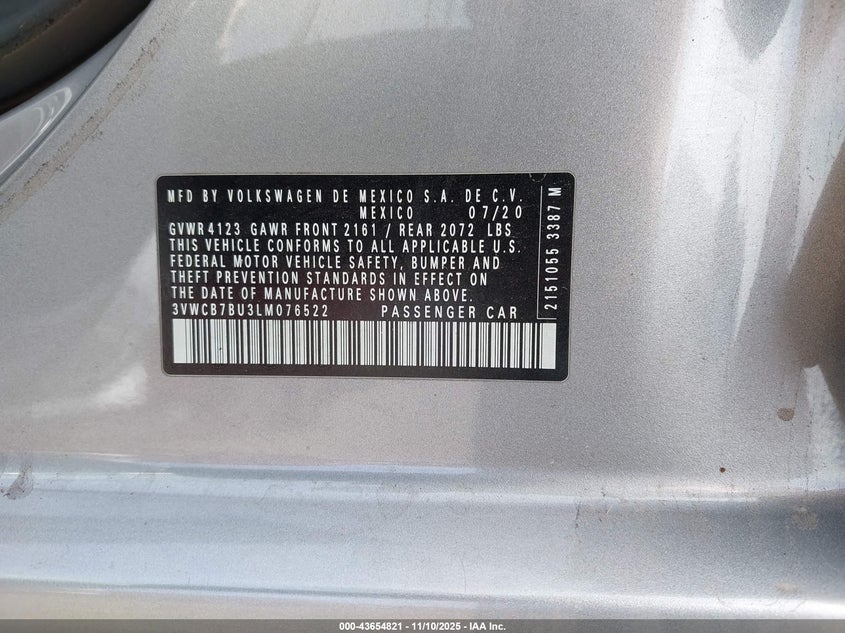 MFD BY VOLKSWAGEN DE MEXICO S.A. DE C.V.
MEXICO 07/20
GVWR4123 GAWR FRONT 2161 / REAR 2072 LBS
THIS VEHICLE CONFORMS TO ALL APPLICABLE U.S.
FEDERAL MOTOR VEHICLE SAFETY, BUMPER AND
THEFT PREVENTION STANDARDS IN EFFECT ON
THE DATE OF MANUFACTURE SHOWN ABOVE.
3VWCB7BU3LM076522 PASSENGER CAR
2151055 3387 M
000-43654821 - 11/10/2025 - IAA Inc.